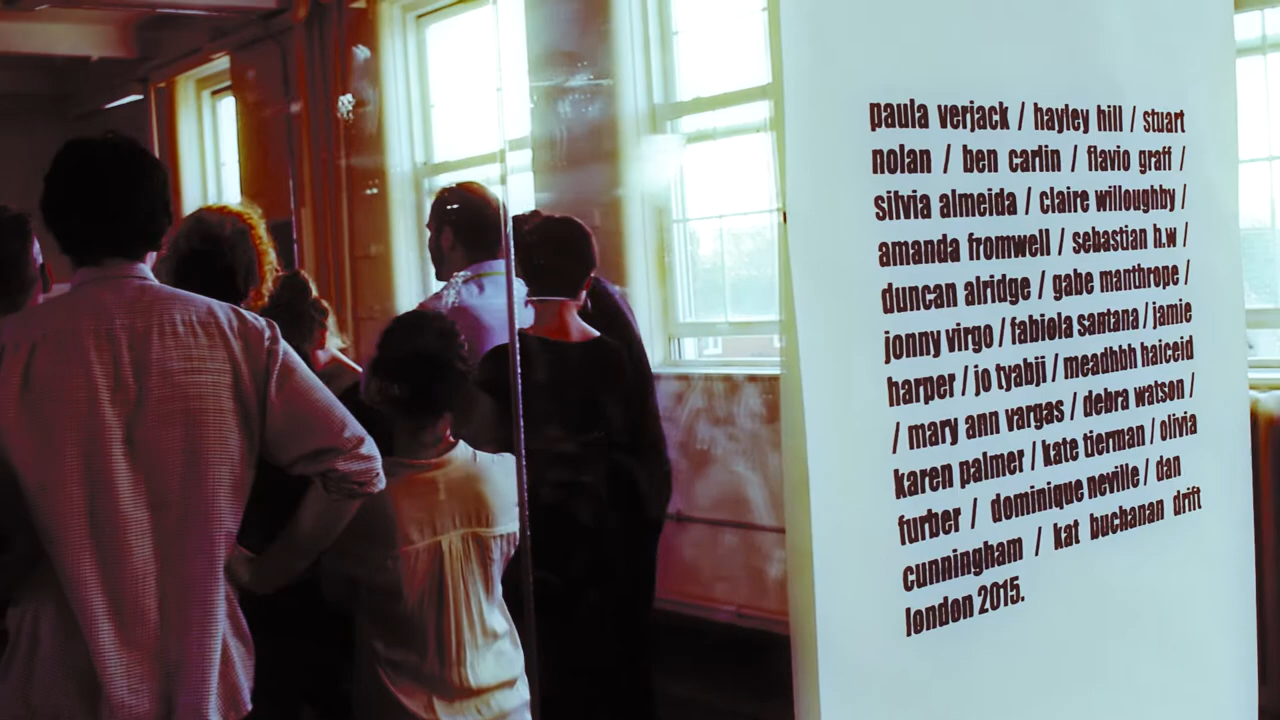 paula verjack / hayley hill / stuart
nolan / ben carlin / flavio graff /
silvia almeida / claire willoughby /
amanda fromwell / sebastian h.w /
duncan alridge / gabe manthrope /
jonny virgo / fabiola santana / jamie
harper / jo tyabji / meadhbh haiceid
/ mary ann vargas / debra watson /
karen palmer / kate tierman / olivia
furber / dominique neville / dan
cunningham / kat buchanan drift
london 2015.